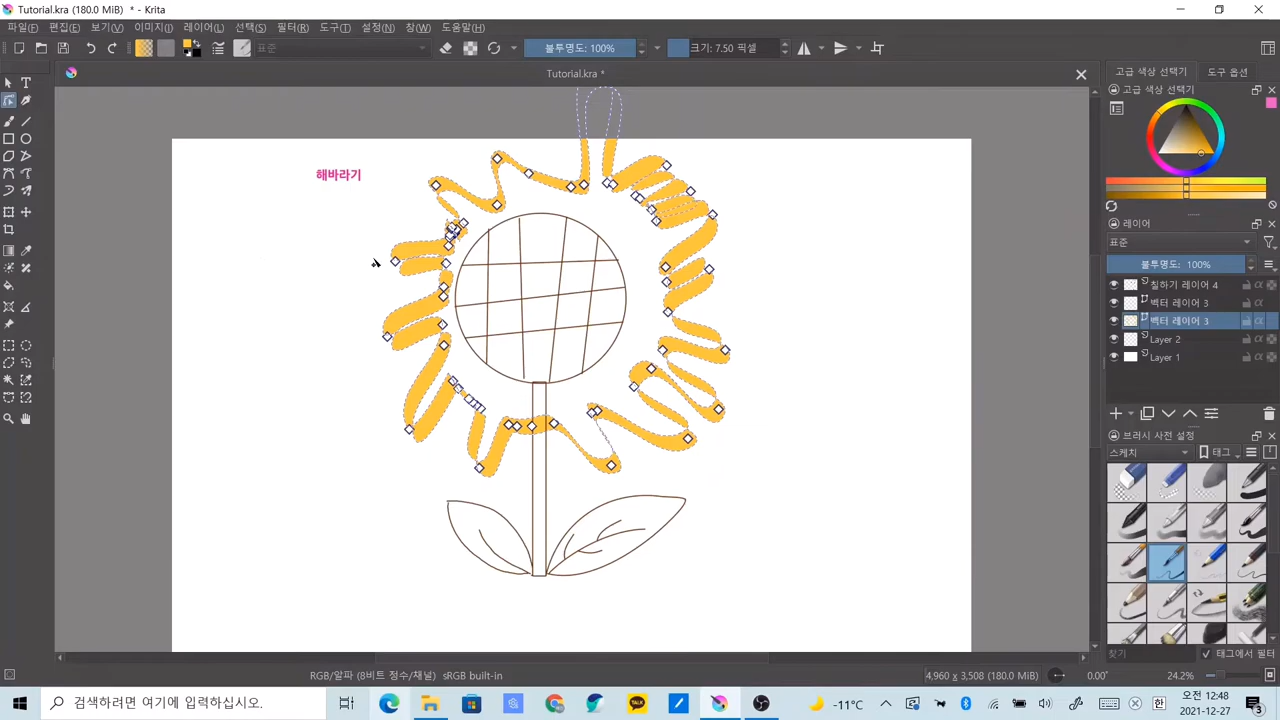 Tutorial.kra (180.0 MiB) * - Krita
파일(F) 편집(E) 보기(V) 이미지(I) 레이어(L) 선택(S) 필터(R) 도구(T) 설정(N) 창(W) 도움말(H)
표준
불투명도: 100%
크기: 7.50 픽셀
Tutorial.kra *
고급 색상 선택기 도구 옵션
고급 색상 선택기
해바라기
레이어
표준
불투명도: 100%
칠하기 레이어 4
벡터 레이어 3
벡터 레이어 3
Layer 2
Layer 1
브러시 사전 설정
스케치
태그
찾기
태그에서 필터
RGB/알파 (8비트 정수/채널) sRGB built-in
4,960 x 3,508 (180.0 MiB)
0.00°
24.2%
검색하려면 여기에 입력하십시오.
TALK
-11°C
한
오전 12:48
2021-12-27
3